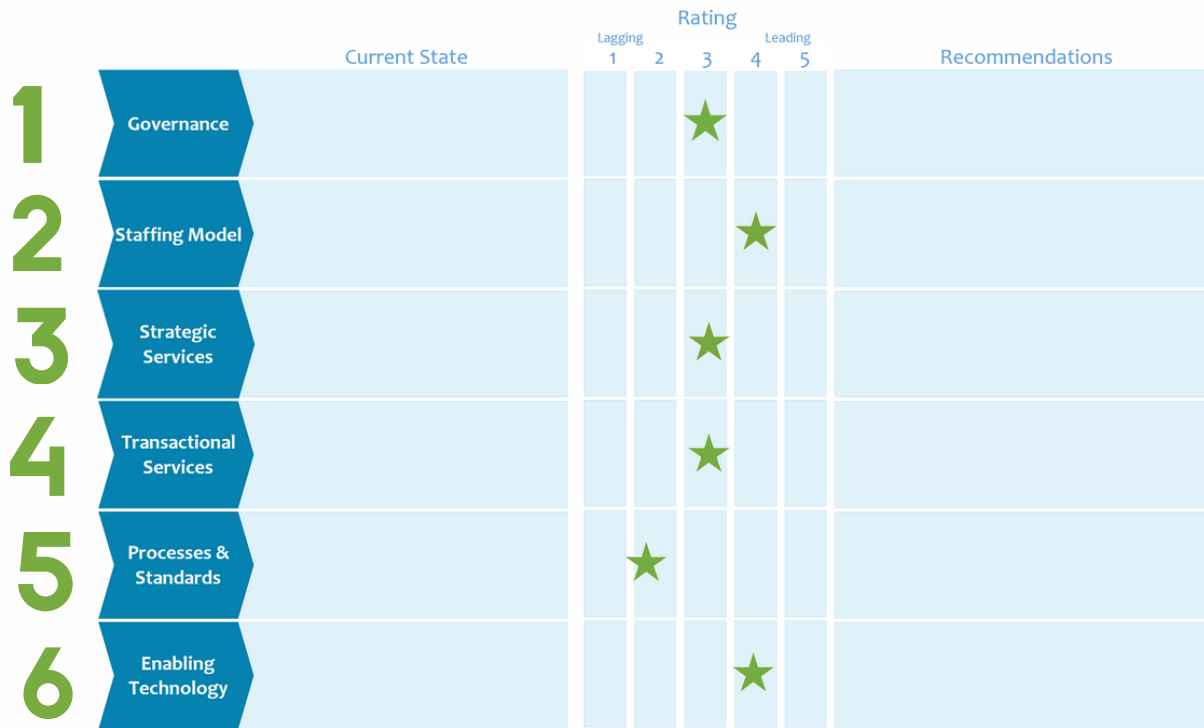 Rating
Lagging
Leading
Current State
1
2
3
4
5
Recommendations
1
Governance
2
Staffing Model
3
Strategic
Services
4
Transactional
Services
5
Processes &
Standards
6
Enabling
Technology